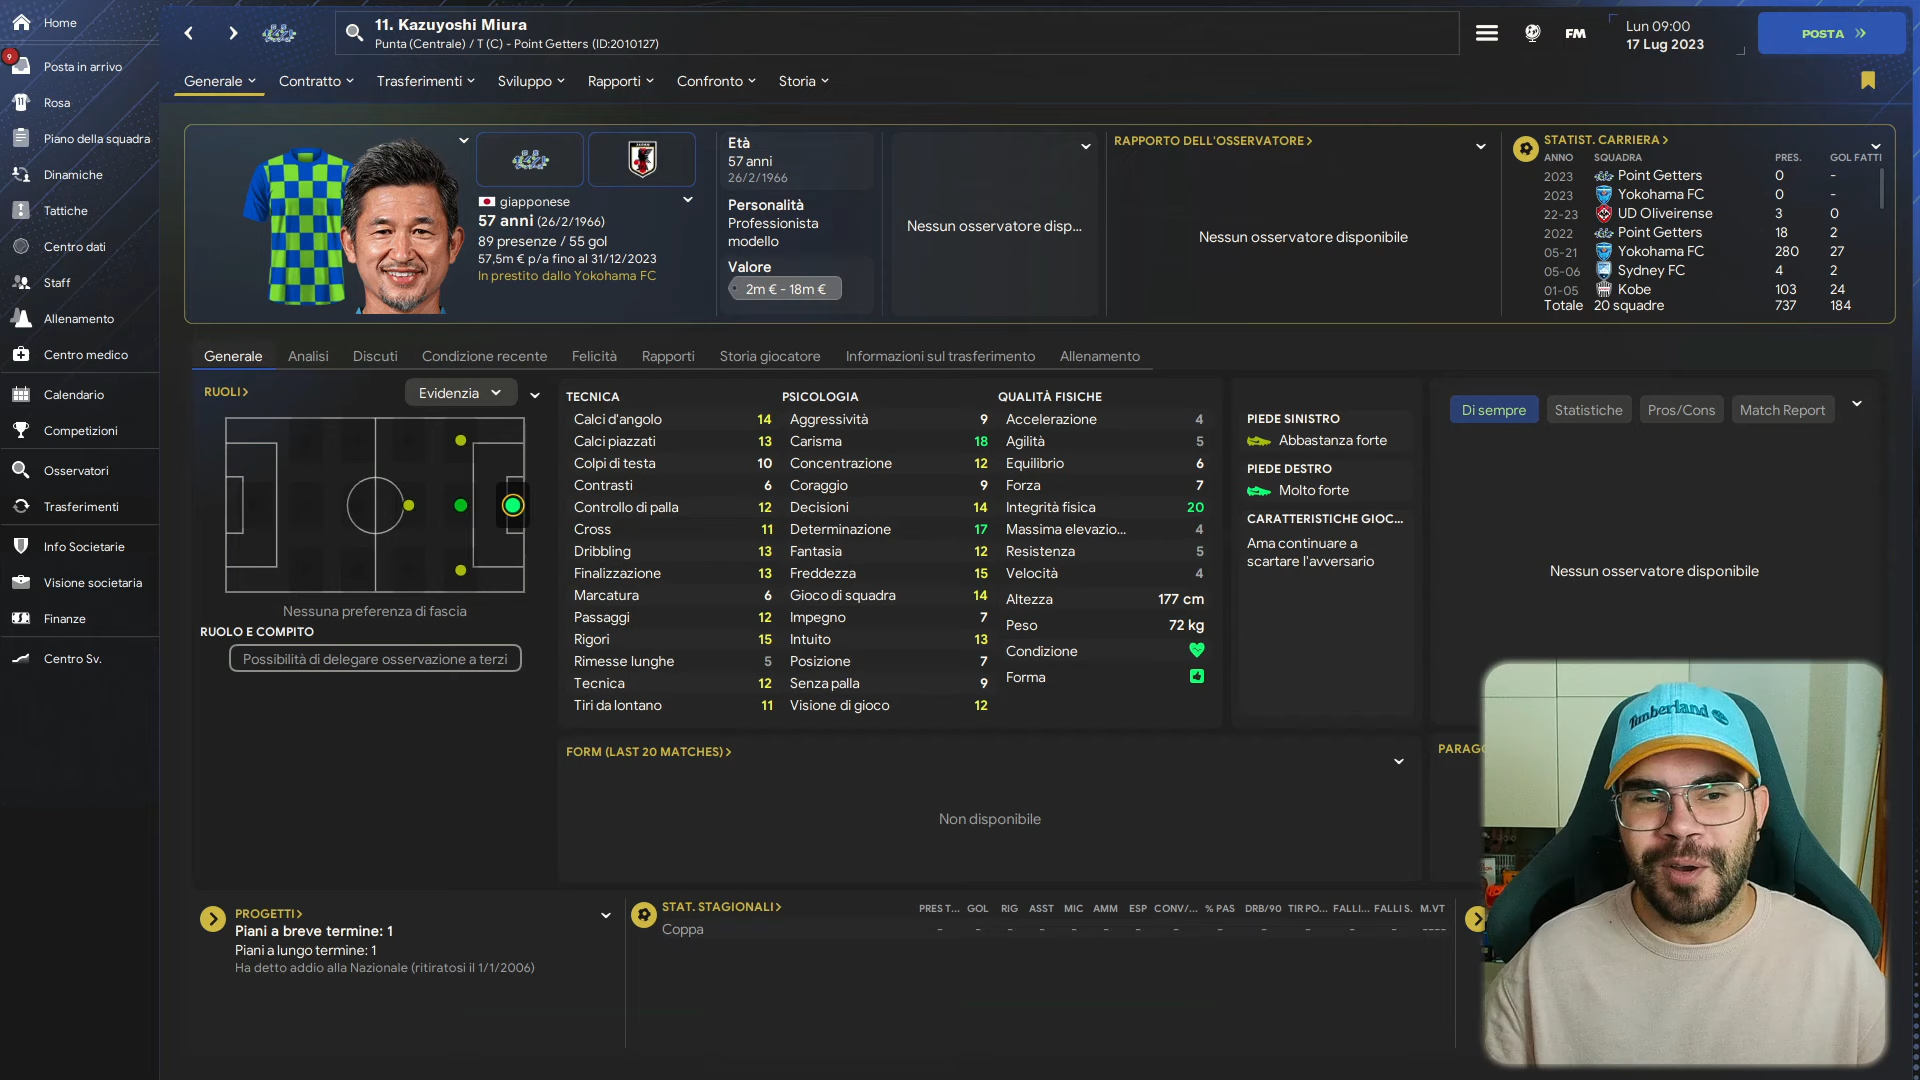 Home
9
Posta in arrivo
Rosa
Piano della squadra
Dinamiche
Tattiche
Centro dati
Staff
Allenamento
Centro medico
Calendario
Competizioni
Osservatori
Trasferimenti
Info Societarie
Visione societaria
Finanze
Centro Sv.
11. Kazuyoshi Miura
Punta (Centrale) / T (C) - Point Getters (ID:2010127)
FM
Lun 09:00
17 Lug 2023
POSTA
Generale
Contratto
Trasferimenti
Sviluppo
Rapporti
Confronto
Storia
giapponese
57 anni (26/2/1966)
89 presenze / 55 gol
57,5m € p/a fino al 31/12/2023
In prestito dallo Yokohama FC
Età
57 anni
26/2/1966
Personalità
Professionista
modello
Valore
2m € - 18m €
Nessun osservatore disp...
RAPPORTO DELL'OSSERVATORE
Nessun osservatore disponibile
STATIST. CARRIERA
ANNO SQUADRA PRES. GOL FATTI
2023 Point Getters 0 -
2023 Yokohama FC 0 -
22-23 UD Oliveirense 3 0
2022 Point Getters 18 2
05-21 Yokohama FC 280 27
05-06 Sydney FC 4 2
01-05 Kobe 103 24
Totale 20 squadre 737 184
Generale
Analisi
Discuti
Condizione recente
Felicità
Rapporti
Storia giocatore
Informazioni sul trasferimento
Allenamento
RUOLI
Evidenzia
Nessuna preferenza di fascia
RUOLO E COMPITO
Possibilità di delegare osservazione a terzi
TECNICA
Calci d'angolo 14
Calci piazzati 13
Colpi di testa 10
Contrasti 6
Controllo di palla 12
Cross 11
Dribbling 13
Finalizzazione 13
Marcatura 6
Passaggi 12
Rigori 15
Rimesse lunghe 5
Tecnica 12
Tiri da lontano 11
PSICOLOGIA
Aggressività 9
Carisma 18
Concentrazione 12
Coraggio 9
Decisioni 14
Determinazione 17
Fantasia 12
Freddezza 15
Gioco di squadra 14
Impegno 7
Intuito 13
Posizione 7
Senza palla 9
Visione di gioco 12
QUALITÀ FISICHE
Accelerazione 4
Agilità 5
Equilibrio 6
Forza 7
Integrità fisica 20
Massima elevazio... 4
Resistenza 5
Velocità 4
Altezza 177 cm
Peso 72 kg
Condizione
Forma
PIEDE SINISTRO
Abbastanza forte
PIEDE DESTRO
Molto forte
CARATTERISTICHE GIOC...
Ama continuare a
scartare l'avversario
Di sempre
Statistiche
Pros/Cons
Match Report
Nessun osservatore disponibile
FORM (LAST 20 MATCHES)
Non disponibile
PARAG
Timberland
PROGETTI
Piani a breve termine: 1
Piani a lungo termine: 1
Ha detto addio alla Nazionale (ritiratosi il 1/1/2006)
STAT. STAGIONALI
PRES T... GOL RIG ASST MIC AMM ESP CONV/... % PAS DRB/90 TIR PO... FALLI... FALLI S. M.VT
Coppa - - - - - - - - - - - - - ----